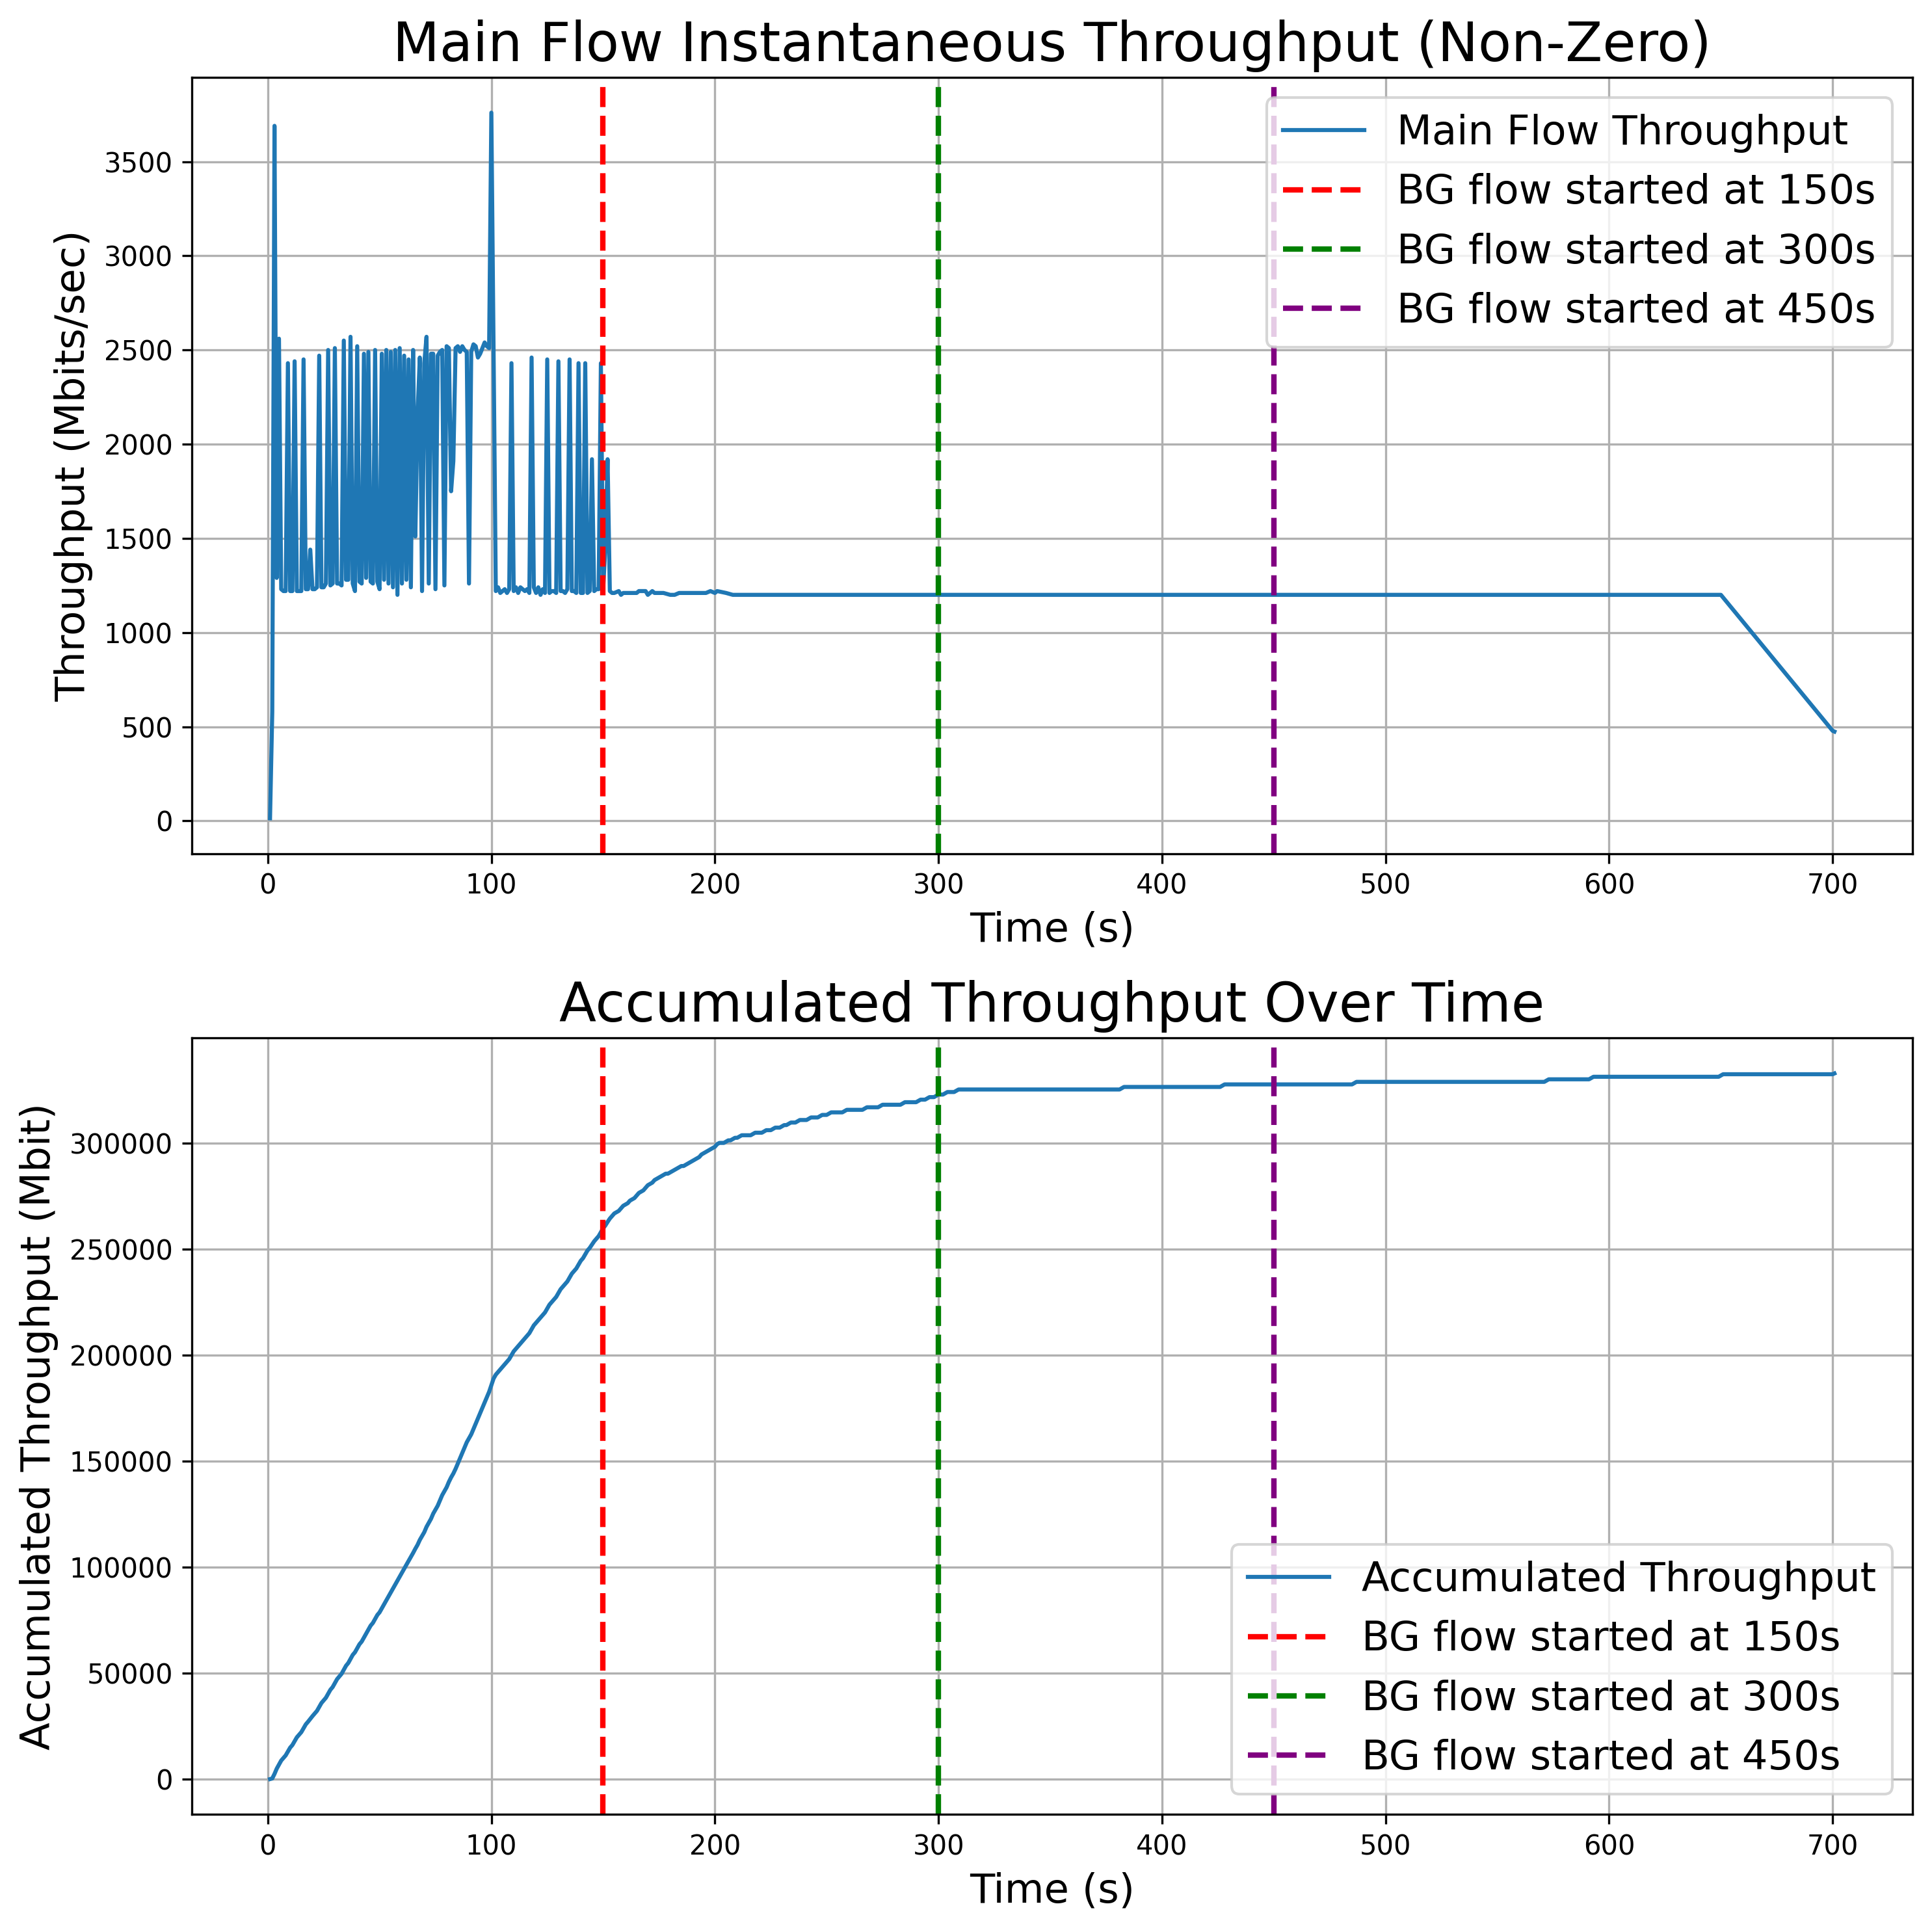 Main Flow Instantaneous Throughput (Non-Zero)
Throughput (Mbits/sec)
3500
3000
2500
2000
1500
1000
500
0
Main Flow Throughput
BG flow started at 150s
BG flow started at 300s
BG flow started at 450s
0 100 200 300 400 500 600 700
Time (s)
Accumulated Throughput Over Time
Accumulated Throughput (Mbit)
300000
250000
200000
150000
100000
50000
0
Accumulated Throughput
BG flow started at 150s
BG flow started at 300s
BG flow started at 450s
0 100 200 300 400 500 600 700
Time (s)